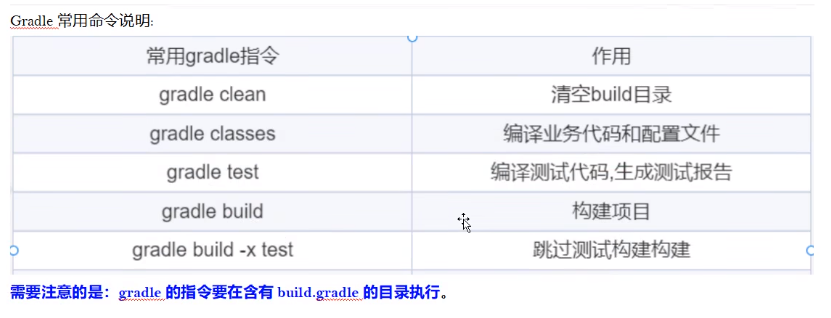 Gradle 常用命令说明:
常用gradle指令 作用
gradle clean 清空build目录
gradle classes 编译业务代码和配置文件
gradle test 编译测试代码,生成测试报告
gradle build 构建项目
gradle build -x test 跳过测试构建构建
需要注意的是：gradle 的指令要在含有 build.gradle 的目录执行。